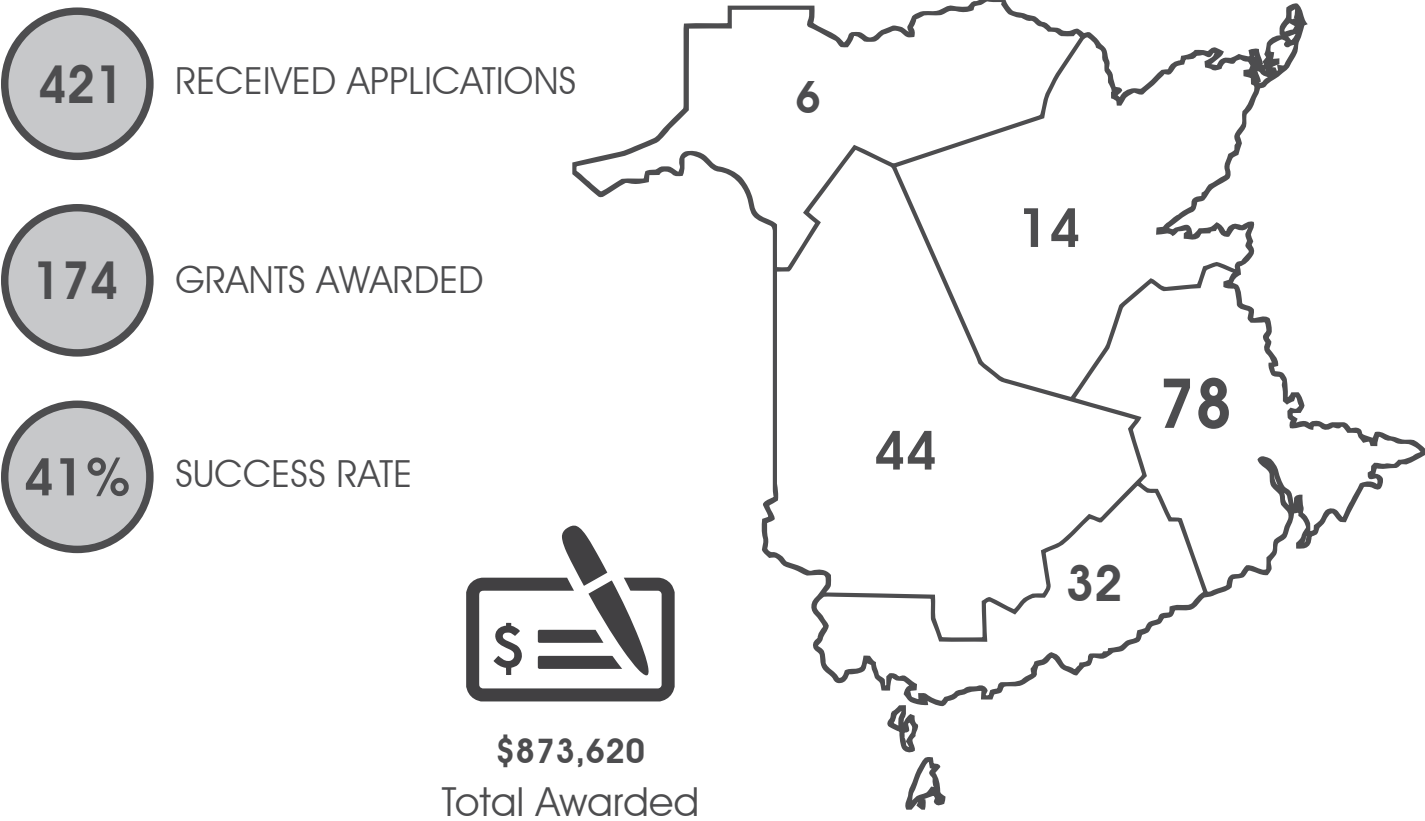 421
RECEIVED APPLICATIONS
174
GRANTS AWARDED
41%
SUCCESS RATE
$
$873,620
Total Awarded
6
14
78
44
32